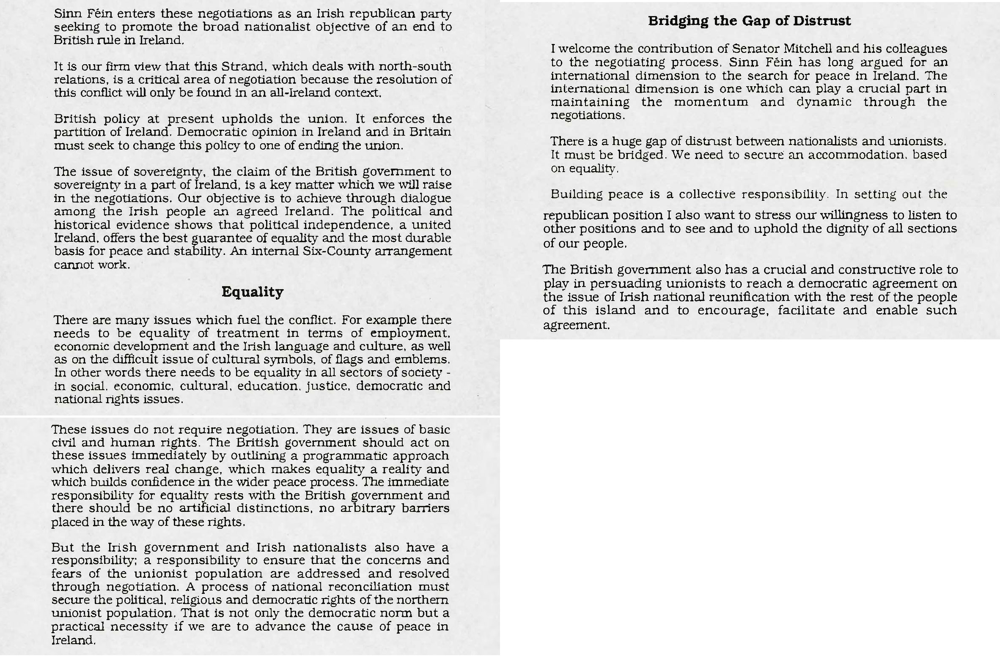 Sinn Féin enters these negotiations as an Irish republican party
seeking to promote the broad nationalist objective of an end to
British rule in Ireland.
It is our firm view that this Strand, which deals with north-south
relations, is a critical area of negotiation because the resolution of
this conflict will only be found in an all-Ireland context.
British policy at present upholds the union. It enforces the
partition of Ireland. Democratic opinion in Ireland and in Britain
must seek to change this policy to one of ending the union.
The issue of sovereignty, the claim of the British government to
sovereignty in a part of Ireland, is a key matter which we will raise
in the negotiations. Our objective is to achieve through dialogue
among the Irish people an agreed Ireland. The political and
historical evidence shows that political independence, a united
Ireland, offers the best guarantee of equality and the most durable
basis for peace and stability. An internal Six-County arrangement
cannot work.
Equality
There are many issues which fuel the conflict. For example there
needs to be equality of treatment in terms of employment,
economic development and the Irish language and culture, as well
as on the difficult issue of cultural symbols, of flags and emblems.
In other words there needs to be equality in all sectors of society -
in social, economic, cultural, education, justice, democratic and
national rights issues.
These issues do not require negotiation. They are issues of basic
civil and human rights. The British government should act on
these issues immediately by outlining a programmatic approach
which delivers real change, which makes equality a reality and
which builds confidence in the wider peace process. The immediate
responsibility for equality rests with the British government and
there should be no artificial distinctions, no arbitrary barriers
placed in the way of these rights.
But the Irish government and Irish nationalists also have a
responsibility; a responsibility to ensure that the concerns and
fears of the unionist population are addressed and resolved
through negotiation. A process of national reconciliation must
secure the political, religious and democratic rights of the northern
unionist population. That is not only the democratic norm but a
practical necessity if we are to advance the cause of peace in
Ireland.
Bridging the Gap of Distrust
I welcome the contribution of Senator Mitchell and his colleagues
to the negotiating process. Sinn Féin has long argued for an
international dimension to the search for peace in Ireland. The
international dimension is one which can play a crucial part in
maintaining the momentum and dynamic through the
negotiations.
There is a huge gap of distrust between nationalists and unionists.
It must be bridged. We need to secure an accommodation, based
on equality.
Building peace is a collective responsibility. In setting out the
republican position I also want to stress our willingness to listen to
other positions and to see and to uphold the dignity of all sections
of our people.
The British government also has a crucial and constructive role to
play in persuading unionists to reach a democratic agreement on
the issue of Irish national reunification with the rest of the people
of this island and to encourage, facilitate and enable such
agreement.